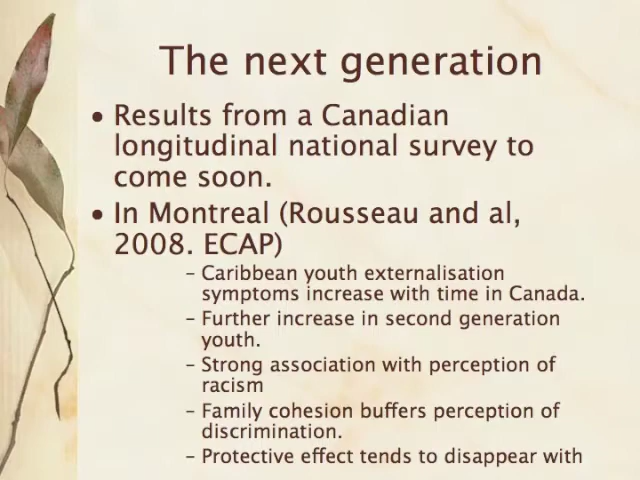 The next generation
• Results from a Canadian
longitudinal national survey to
come soon.
• In Montreal (Rousseau and al,
2008. ECAP)
– Caribbean youth externalisation
symptoms increase with time in Canada.
– Further increase in second generation
youth.
– Strong association with perception of
racism
– Family cohesion buffers perception of
discrimination.
– Protective effect tends to disappear with